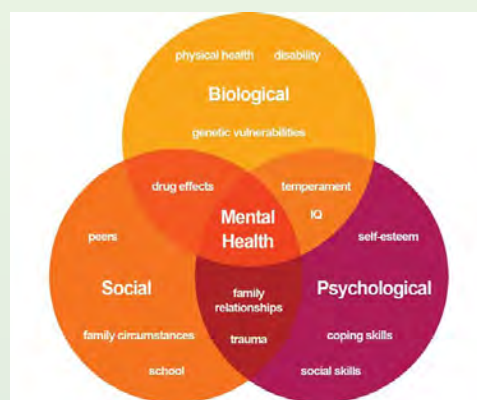 physical health disability
Biological
genetic vulnerabilities
drug effects
temperament
Mental
Health
IQ
peers
self-esteem
Social
family
relationships
Psychological
family circumstances
trauma
coping skills
school
social skills